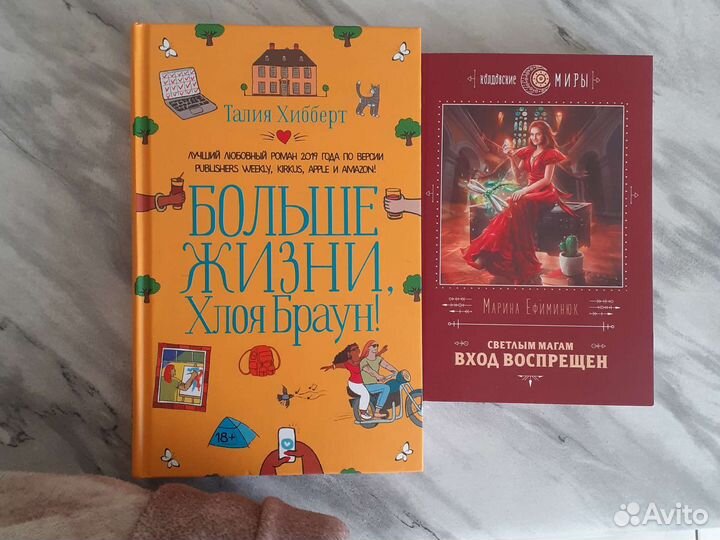 Талия Хибберт
ЛУЧШИЙ ЛЮБОВНЫЙ РОМАН 2019 ГОДА ПО ВЕРСИИ
PUBLISHERS WEEKLY, KIRKUS, APPLE И AMAZON!
БОЛЬШЕ
ЖИЗНИ,
Хлоя Браун!
18+
КОЛДОВСКИЕ МИРЫ
Марина Ефиминюк
СВЕТЛЫМ МАГАМ
ВХОД ВОСПРЕЩЕН
Avito